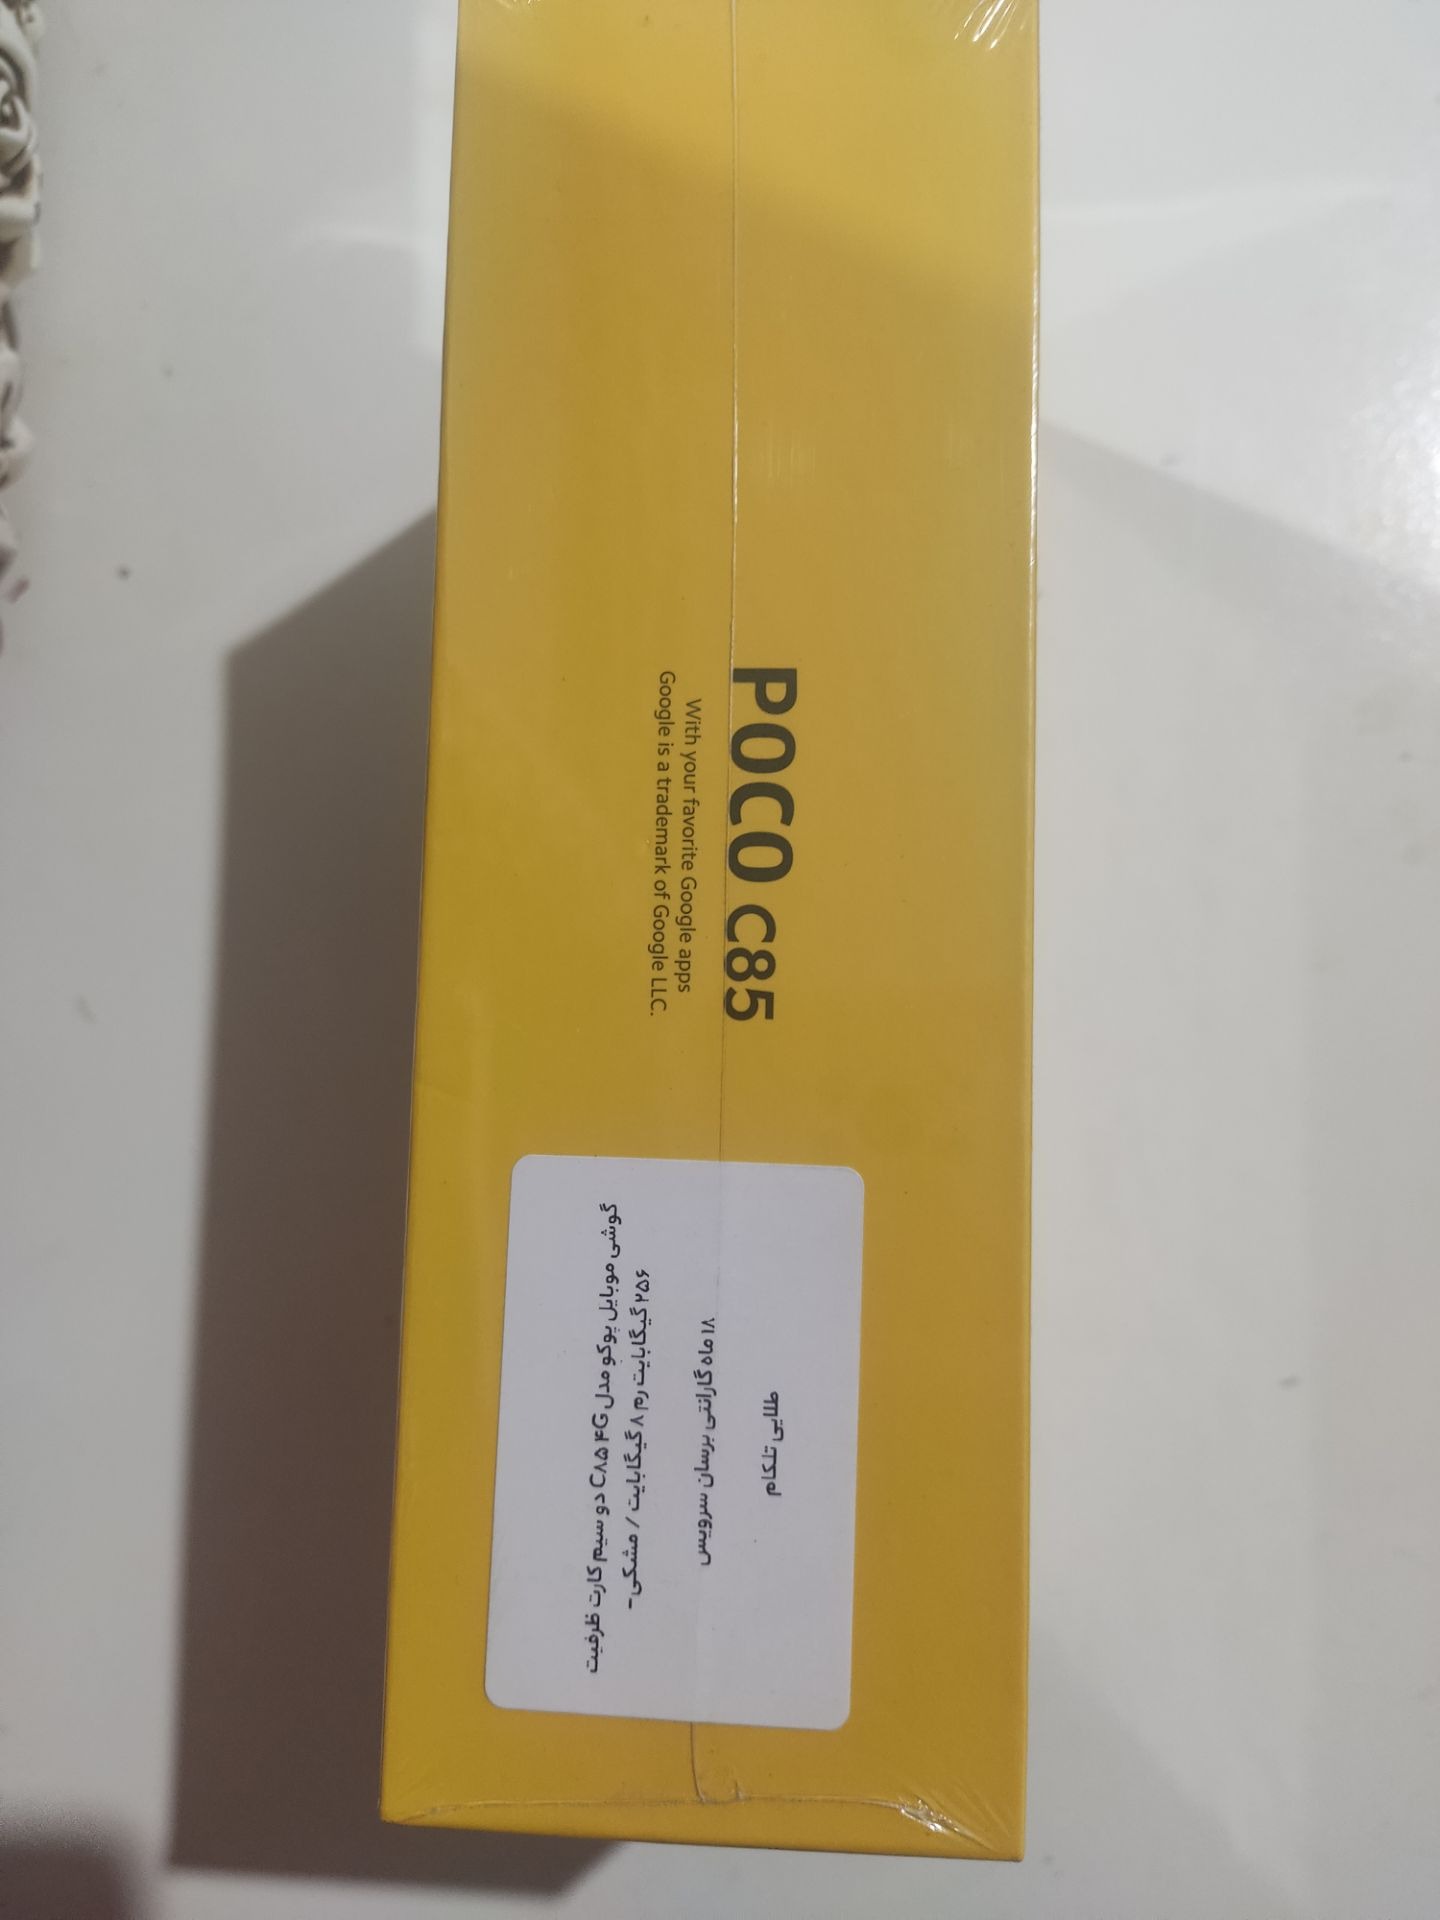 POCO C85
With your favorite Google apps
Google is a trademark of Google LLC.
گوشی موبایل پوکو مدل C۸۵ ۴G دو سیم کارت ظرفیت
۲۵۶ گیگابایت رم ۸ گیگابایت / مشکی -
۱۸ ماه گارانتی برسان سرویس
ام تلکام طلایی